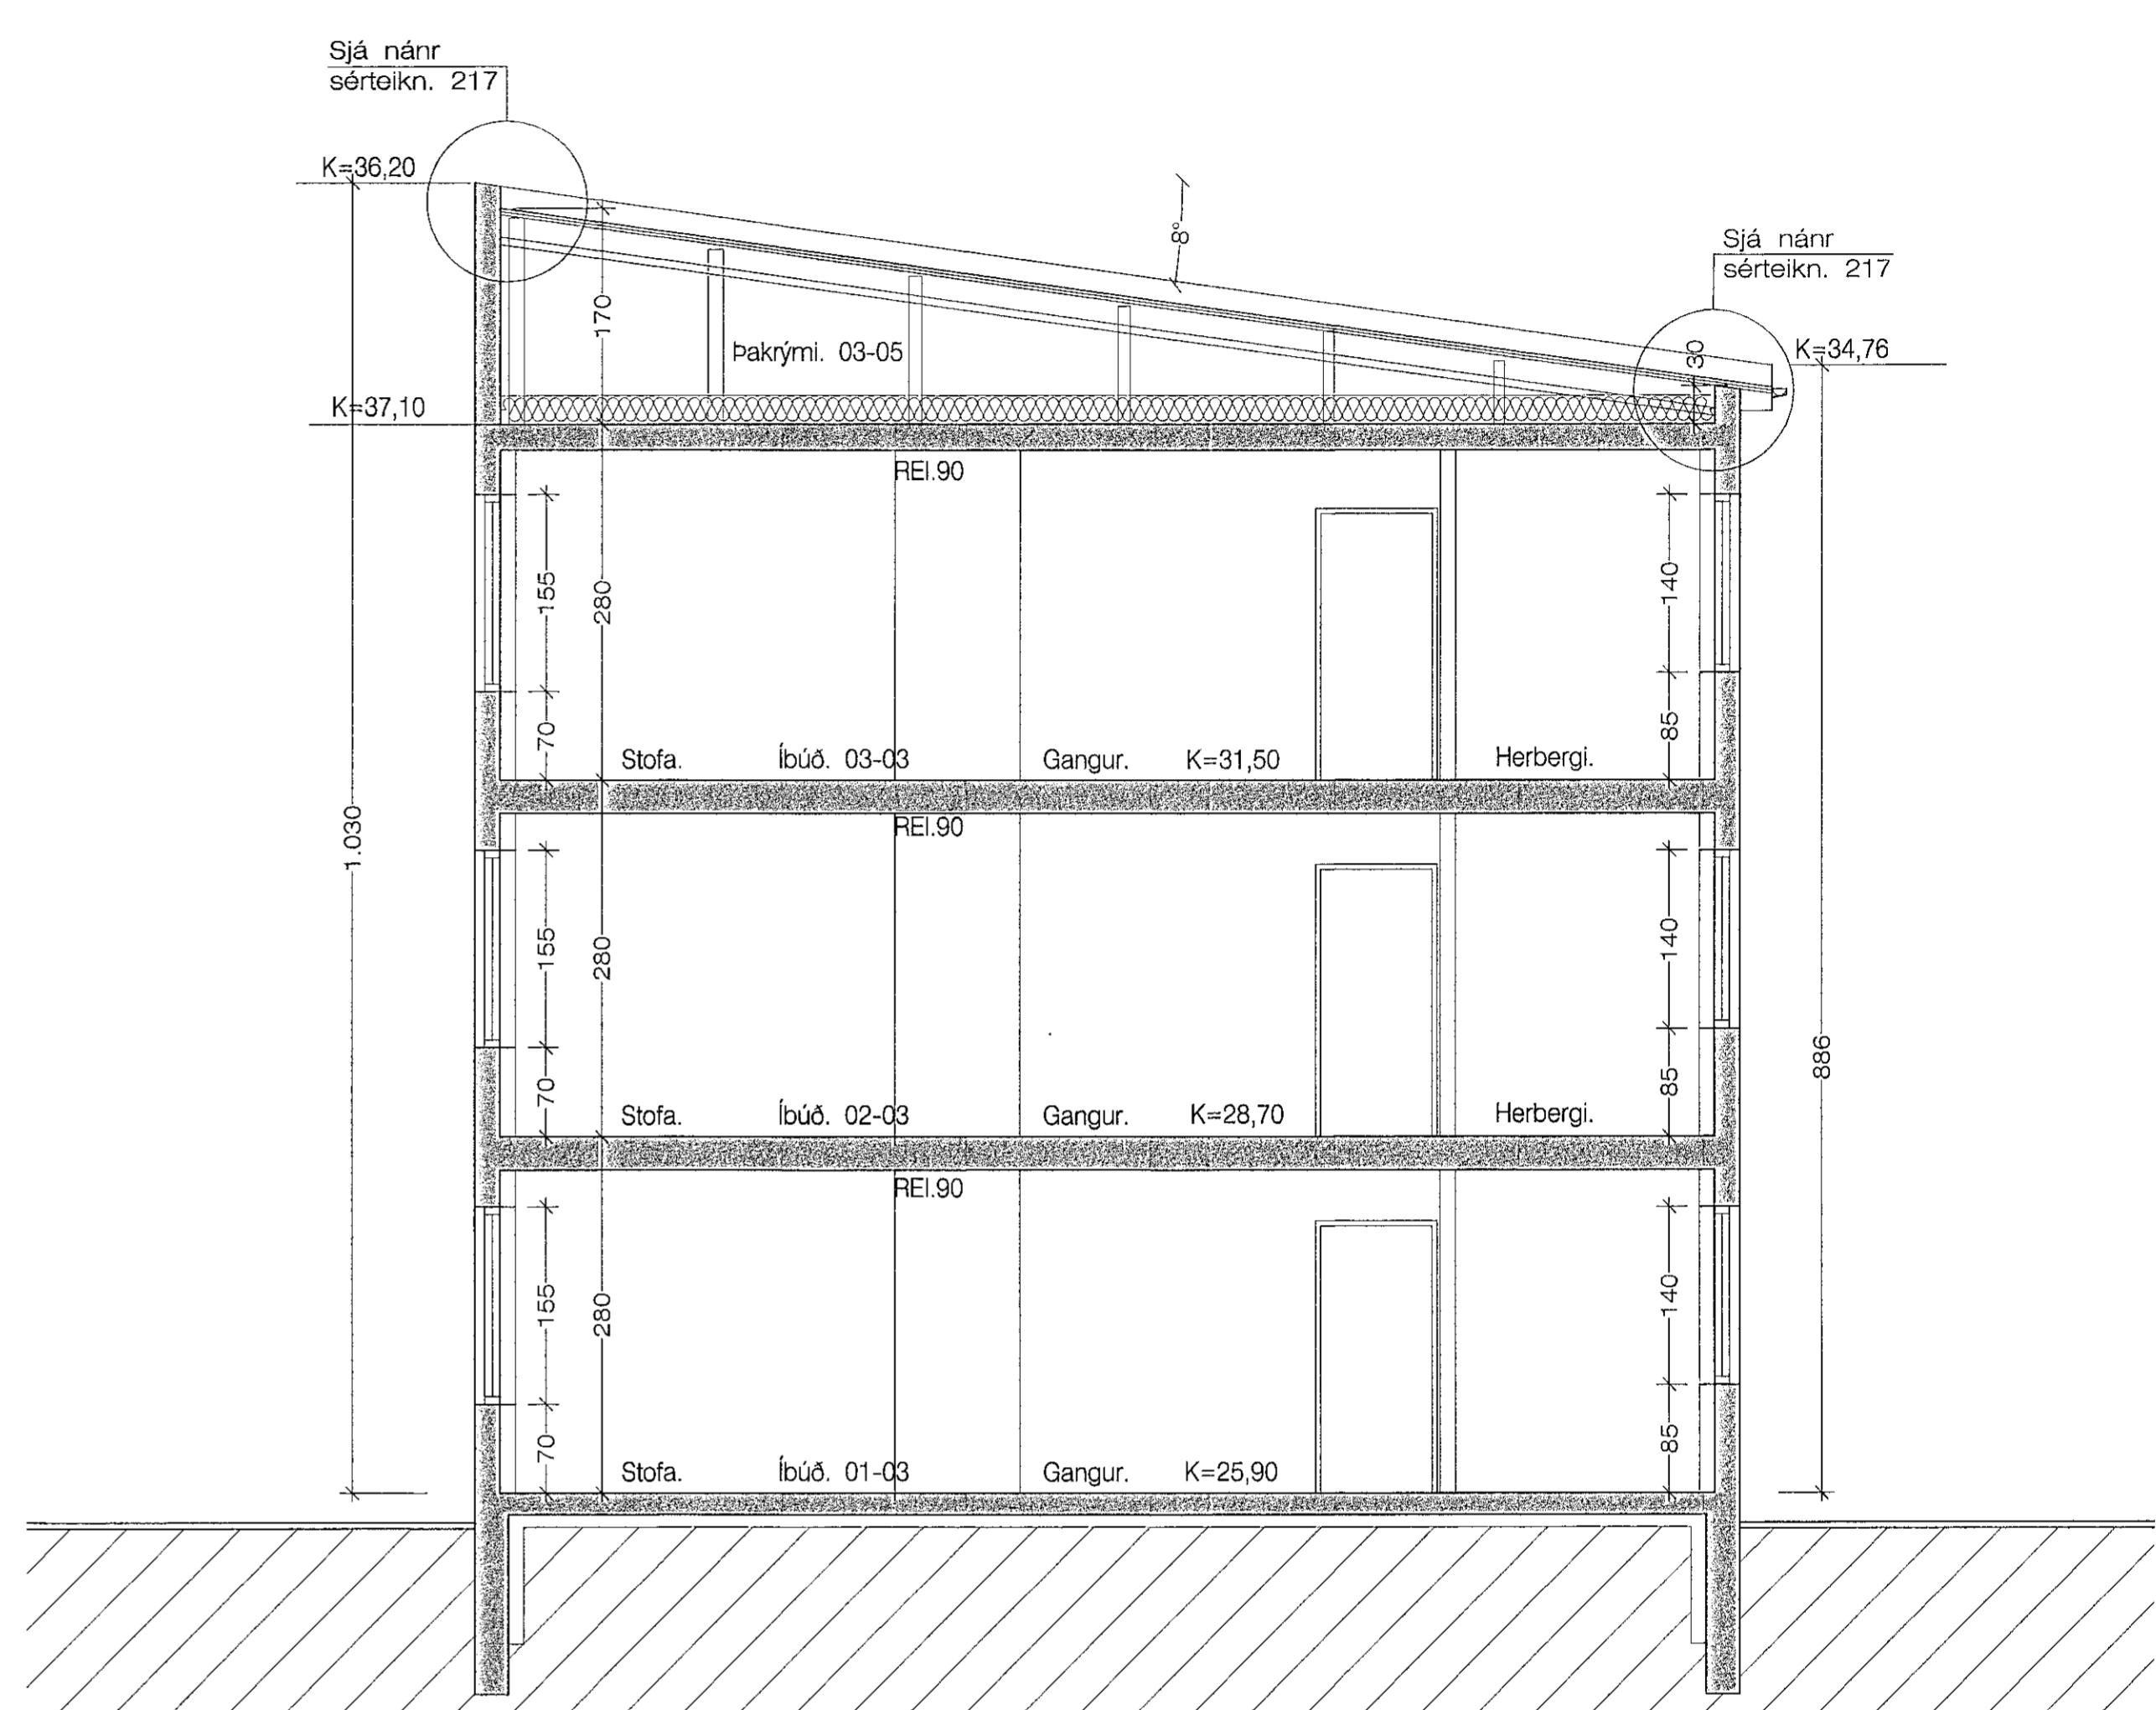 Sjá nánr
sérteikn. 217
K=36,20
8°
Sjá nánr
sérteikn. 217
170
Þakrými. 03-05
30
K=34,76
K=37,10
REI.90
155
280
140
70
85
Stofa.
Íbúð. 03-03
Gangur.
K=31,50
Herbergi.
1.030
REI.90
155
280
140
886
70
85
Stofa.
Íbúð. 02-03
Gangur.
K=28,70
Herbergi.
REI.90
155
280
140
70
85
Stofa.
Íbúð. 01-03
Gangur.
K=25,90